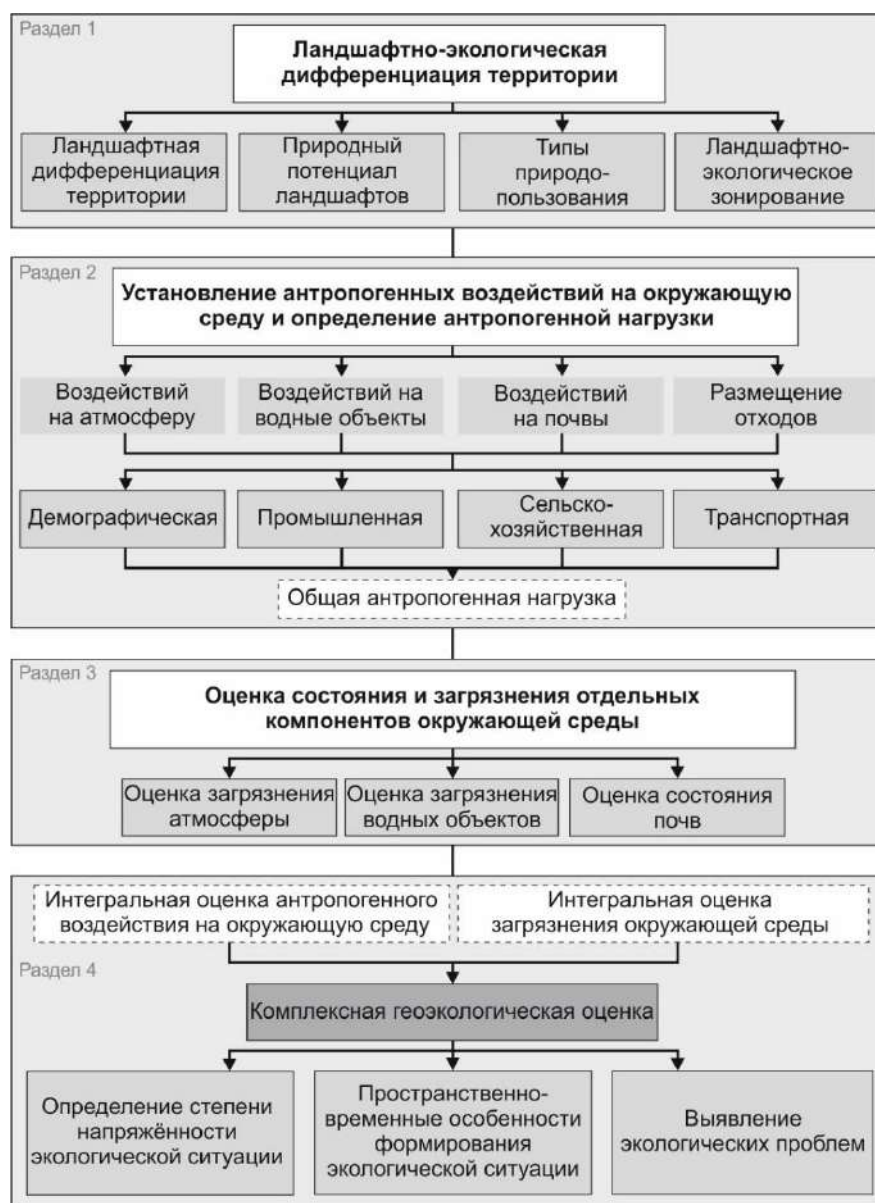 Раздел 1
Ландшафтно-экологическая
дифференциация территории
Ландшафтная
дифференциация
территории
Природный
потенциал
ландшафтов
Типы
природо-
пользования
Ландшафтно-
экологическое
зонирование
Раздел 2
Установление антропогенных воздействий на окружающую
среду и определение антропогенной нагрузки
Воздействий
на атмосферу
Воздействий на
водные объекты
Воздействий
на почвы
Размещение
отходов
Демографическая
Промышленная
Сельско-
хозяйственная
Транспортная
Общая антропогенная нагрузка
Раздел 3
Оценка состояния и загрязнения отдельных
компонентов окружающей среды
Оценка загрязнения
атмосферы
Оценка загрязнения
водных объектов
Оценка состояния
почв
Интегральная оценка антропогенного
воздействия на окружающую среду
Интегральная оценка
загрязнения окружающей среды
Раздел 4
Комплексная геоэкологическая оценка
Определение степени
напряжённости
экологической ситуации
Пространственно-
временные особенности
формирования
экологической ситуации
Выявление
экологических проблем